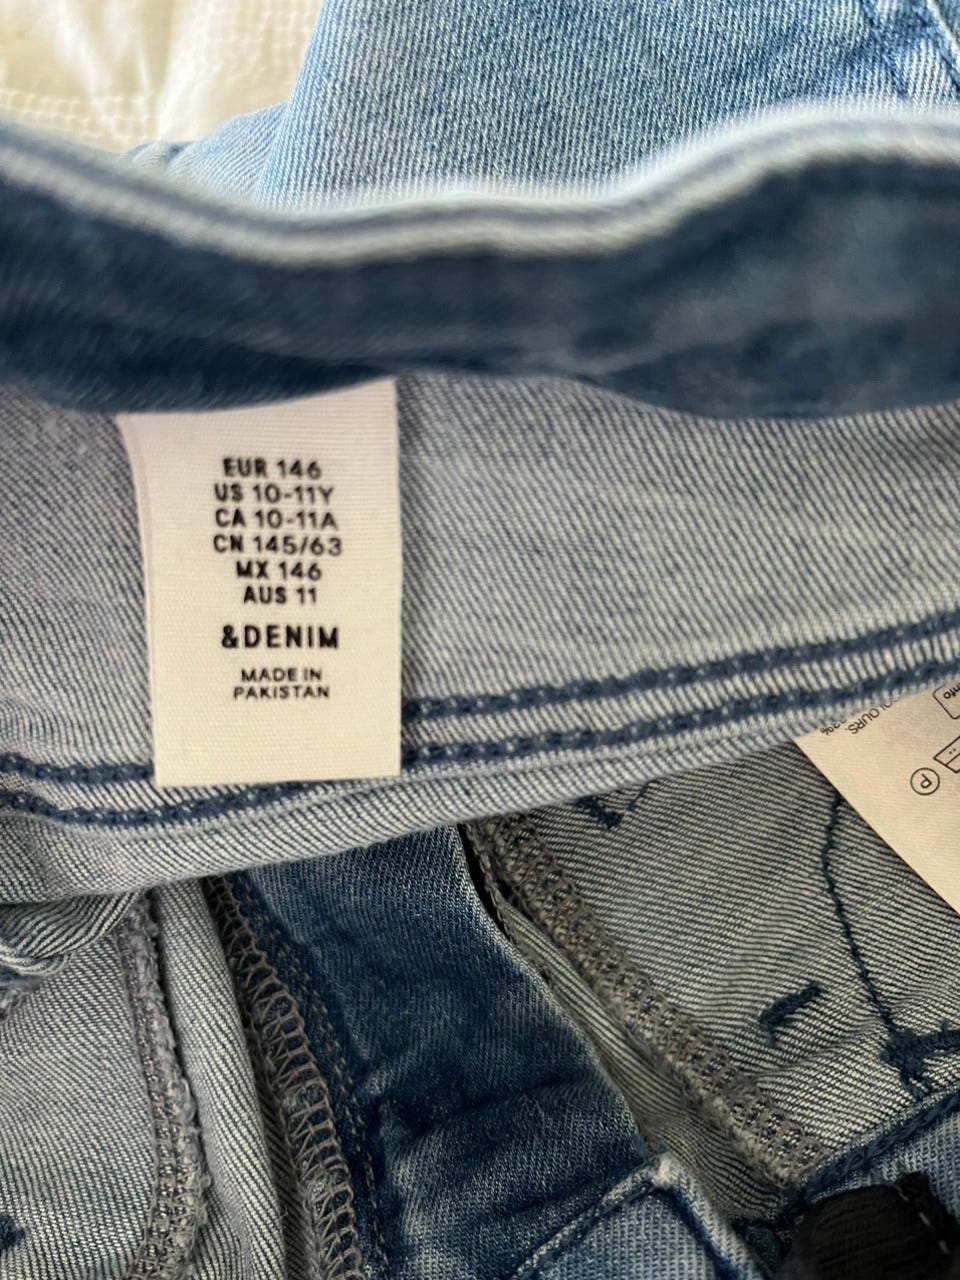 EUR 146
US 10-11Y
CA 10-11A
CN 145/63
MX 146
AUS 11
&DENIM
MADE IN
PAKISTAN
P